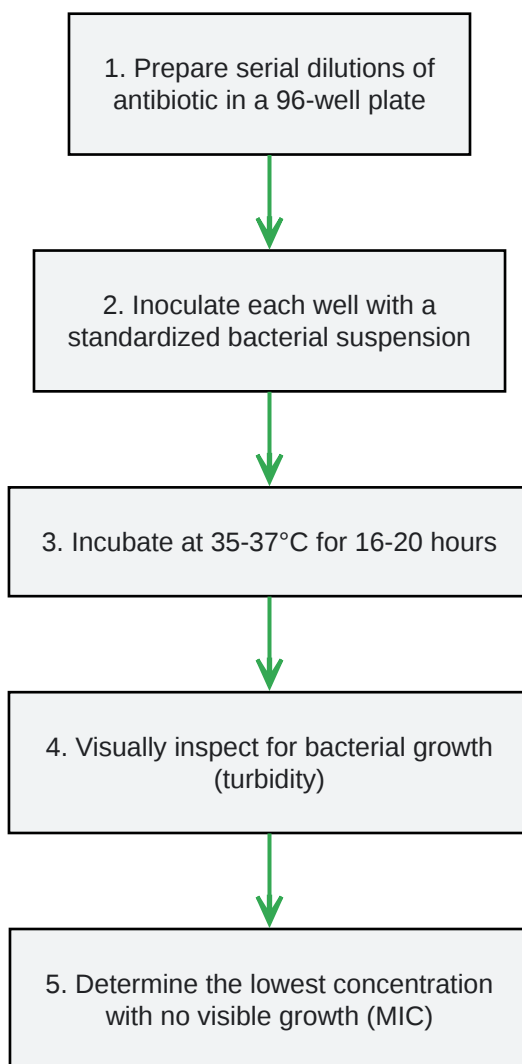 1. Prepare serial dilutions of
antibiotic in a 96-well plate
2. Inoculate each well with a
standardized bacterial suspension
3. Incubate at 35-37°C for 16-20 hours
4. Visually inspect for bacterial growth
(turbidity)
5. Determine the lowest concentration
with no visible growth (MIC)